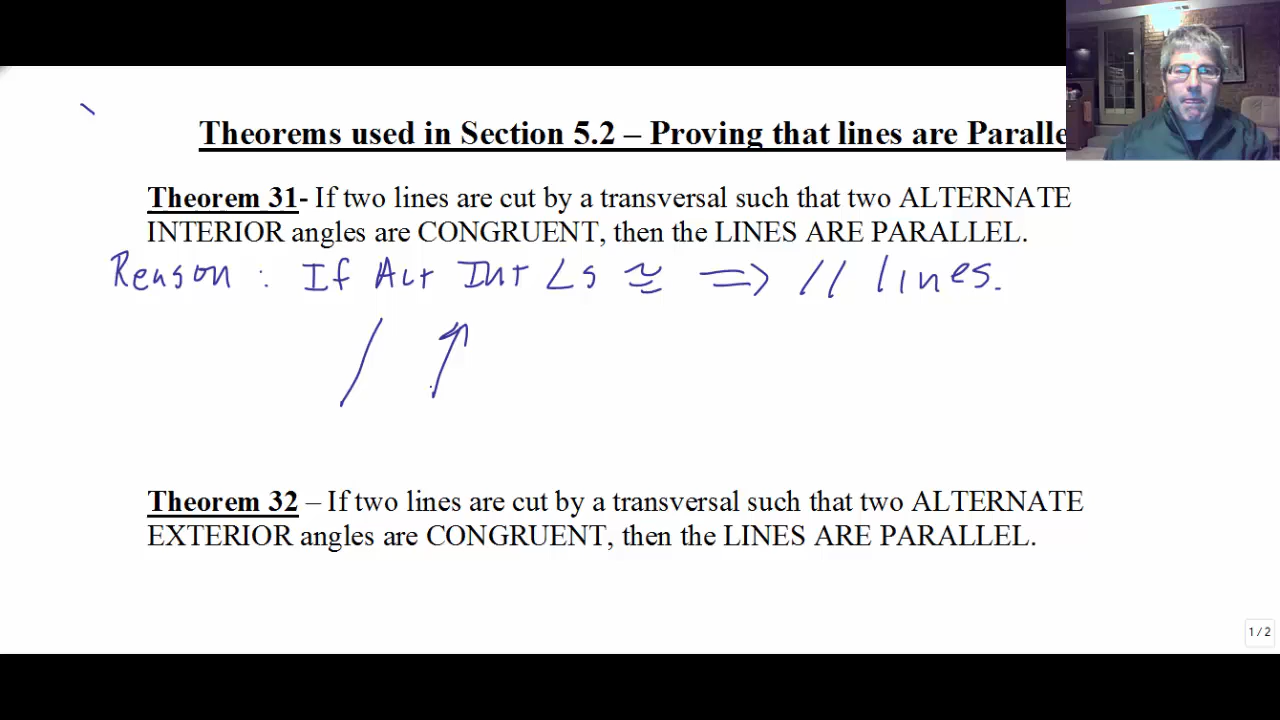 Theorems used in Section 5.2 – Proving that lines are Paralle
Theorem 31- If two lines are cut by a transversal such that two ALTERNATE
INTERIOR angles are CONGRUENT, then the LINES ARE PARALLEL.
Reason : If Alt Int ∠s ≅ => // lines.
Theorem 32 – If two lines are cut by a transversal such that two ALTERNATE
EXTERIOR angles are CONGRUENT, then the LINES ARE PARALLEL.
1 / 2